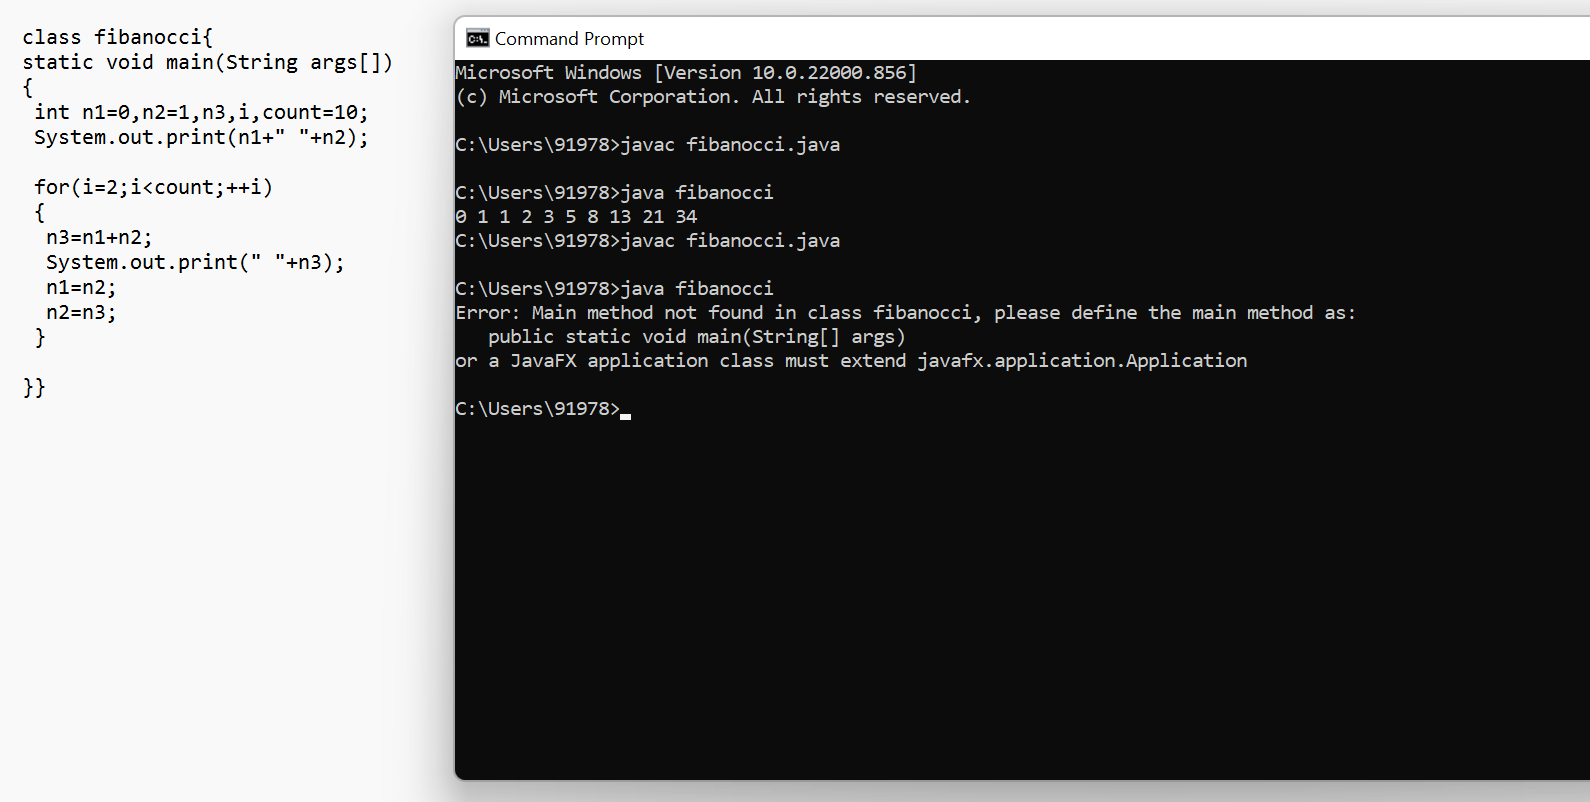 class fibanocci{
static void main(String args[])
{
int n1=0,n2=1,n3,i,count=10;
System.out.print(n1+" "+n2);
for(i=2;i<count;++i)
{
n3=n1+n2;
System.out.print(" "+n3);
n1=n2;
n2=n3;
}
}}
Command Prompt
Microsoft Windows [Version 10.0.22000.856]
(c) Microsoft Corporation. All rights reserved.
C:\Users\91978>javac fibanocci.java
C:\Users\91978>java fibanocci
0 1 1 2 3 5 8 13 21 34
C:\Users\91978>javac fibanocci.java
C:\Users\91978>java fibanocci
Error: Main method not found in class fibanocci, please define the main method as:
public static void main(String[] args)
or a JavaFX application class must extend javafx.application.Application
C:\Users\91978>